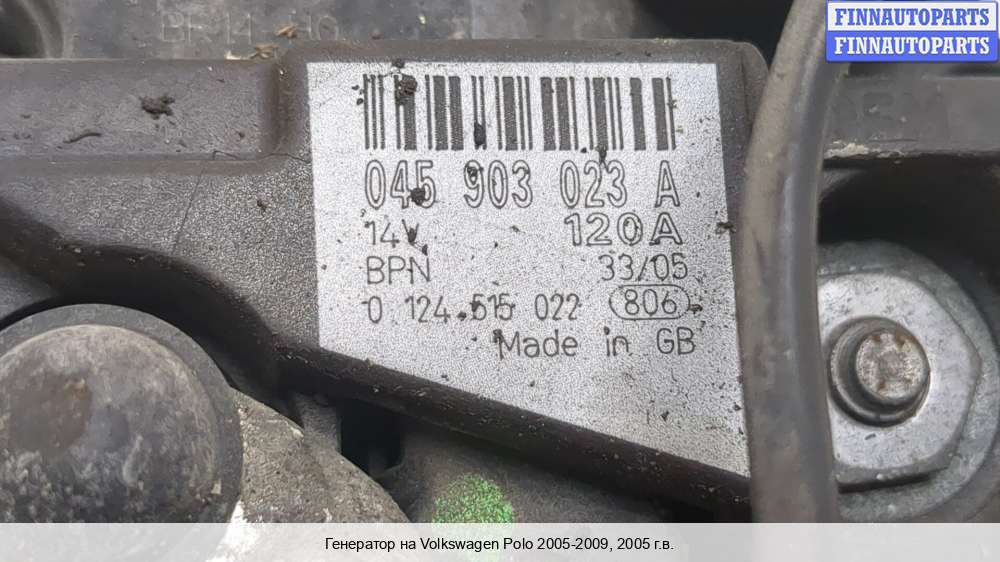 FINNAUTOPARTS
FINNAUTOPARTS
045 903 023 A
14V 120A
BPN 33/05
0 124 515 022 806
Made in GB
Генератор на Volkswagen Polo 2005-2009, 2005 г.в.